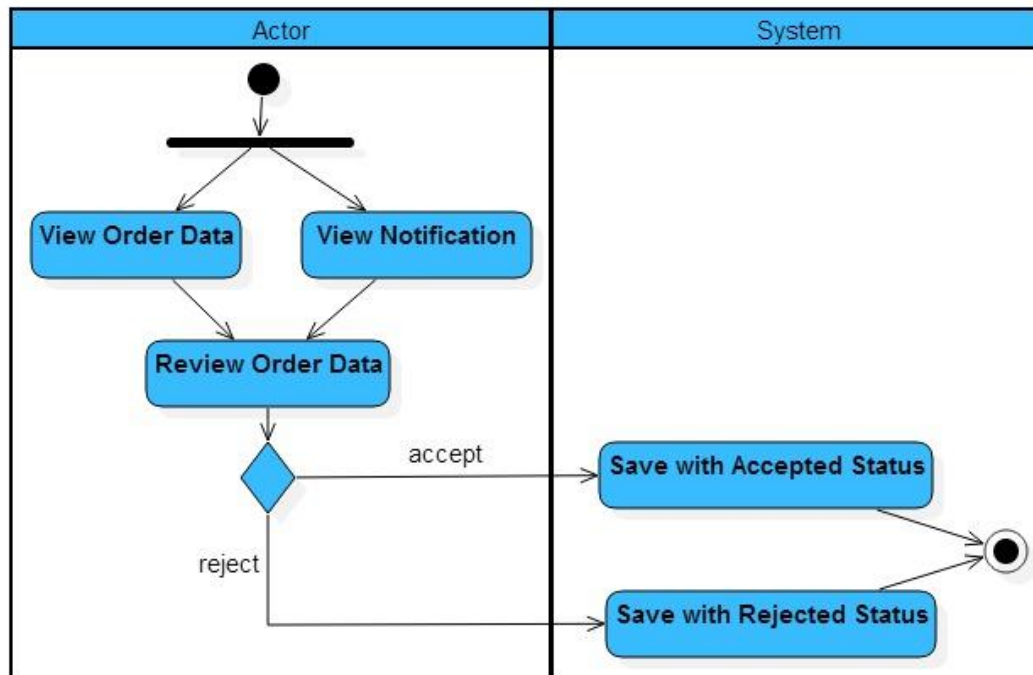 Actor
System
View Order Data
View Notification
Review Order Data
accept
Save with Accepted Status
reject
Save with Rejected Status